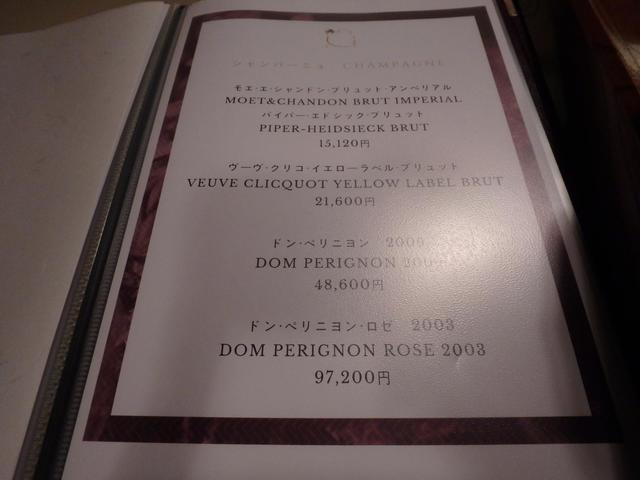 シャンパーニュ CHAMPAGNE
モエ・エ・シャンドン・ブリュット・アンペリアル
MOET&CHANDON BRUT IMPERIAL
パイパー・エドシック・ブリュット
PIPER-HEIDSIECK BRUT
15,120円
ヴーヴ・クリコ・イエローラベル・ブリュット
VEUVE CLICQUOT YELLOW LABEL BRUT
21,600円
ドン・ペリニヨン
DOM PERIGNON
48,600円
ドン・ペリニヨン・ロゼ 2003
DOM PERIGNON ROSE 2003
97,200円